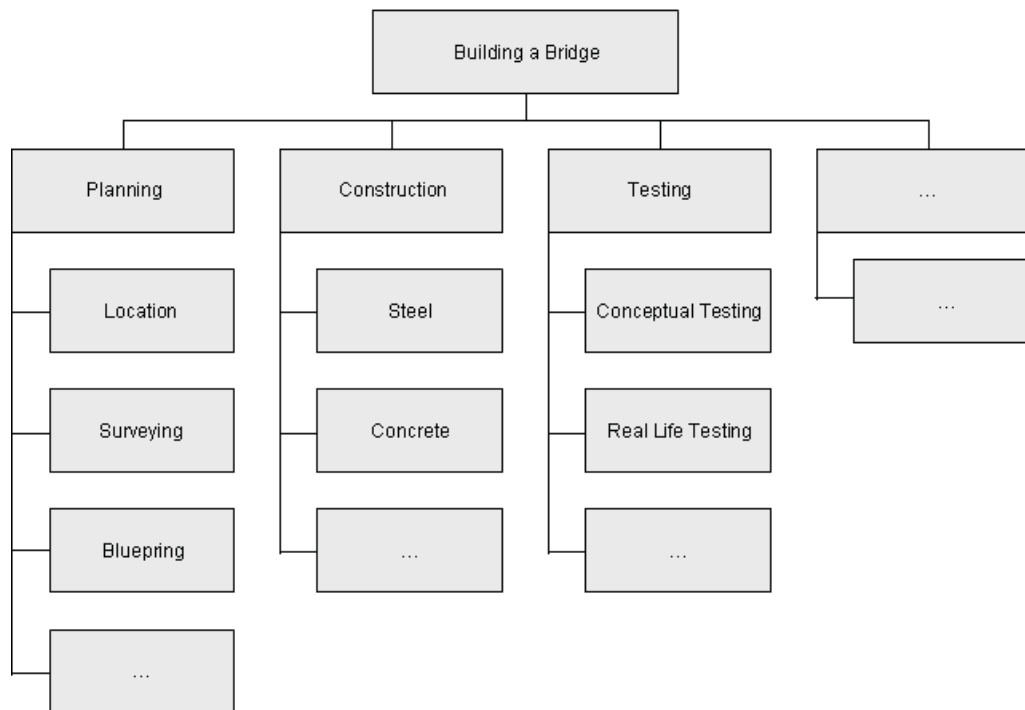 Building a Bridge
Planning
Construction
Testing
...
Location
Steel
Conceptual Testing
...
Surveying
Concrete
Real Life Testing
Bluepring
...
...
...